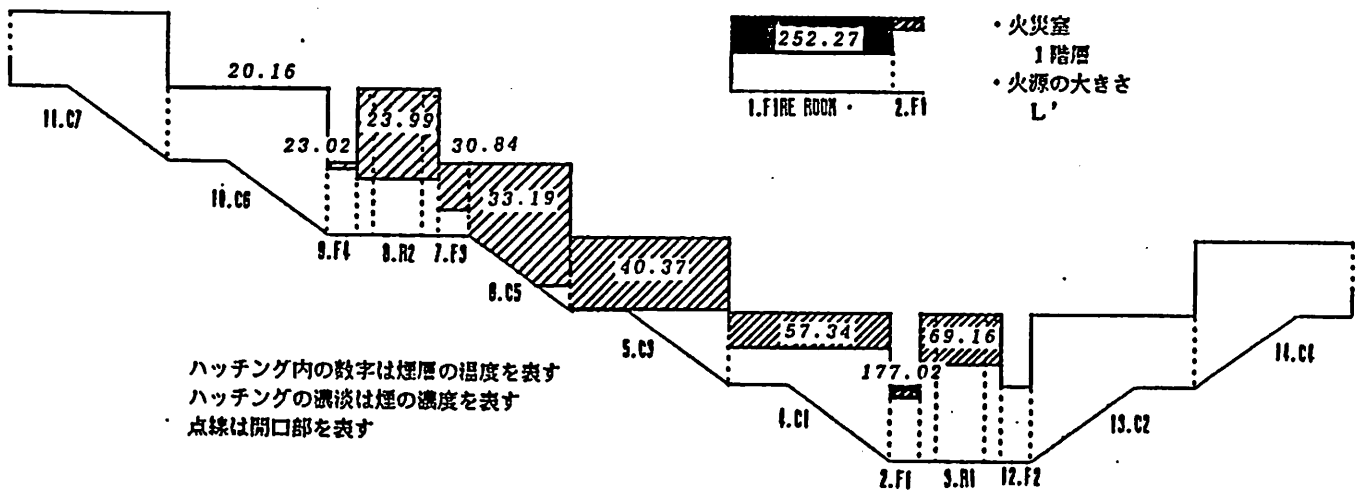 252.27
・火災室
1階層
・火源の大きさ
L'
1.FIRE ROOM・
2.F1
20.16
11.C7
23.99
23.02
30.84
10.C6
33.19
9.F4
8.R2
7.F3
40.37
6.C5
5.C3
57.34
69.16
14.C4
177.02
4.C1
13.C2
2.F1
3.R1
12.F2
ハッチング内の数字は煙層の温度を表す
ハッチングの濃淡は煙の濃度を表す
点線は開口部を表す